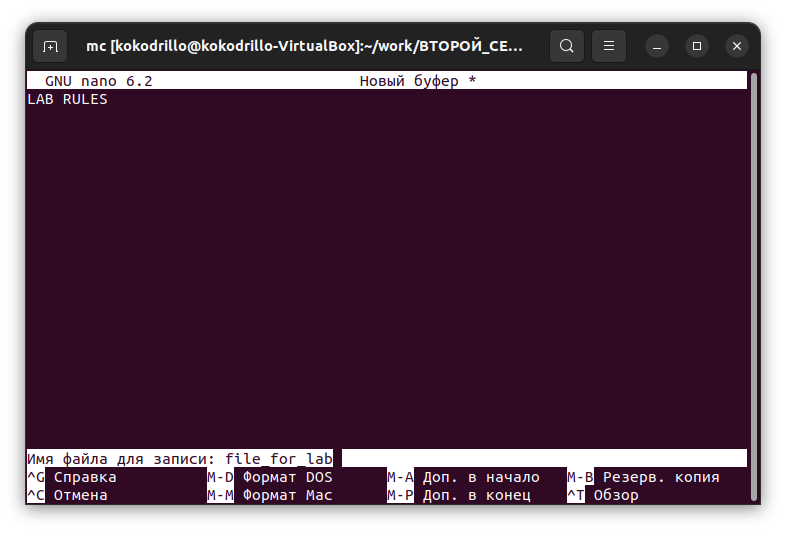 mc [kokodrillo@kokodrillo-VirtualBox]:~/work/ВТОРОЙ_СЕ...
GNU nano 6.2 Новый буфер *
LAB RULES
Имя файла для записи: file_for_lab
^G Справка M-D Формат DOS M-A Доп. в начало M-B Резерв. копия
^C Отмена M-M Формат Mac M-P Доп. в конец ^T Обзор